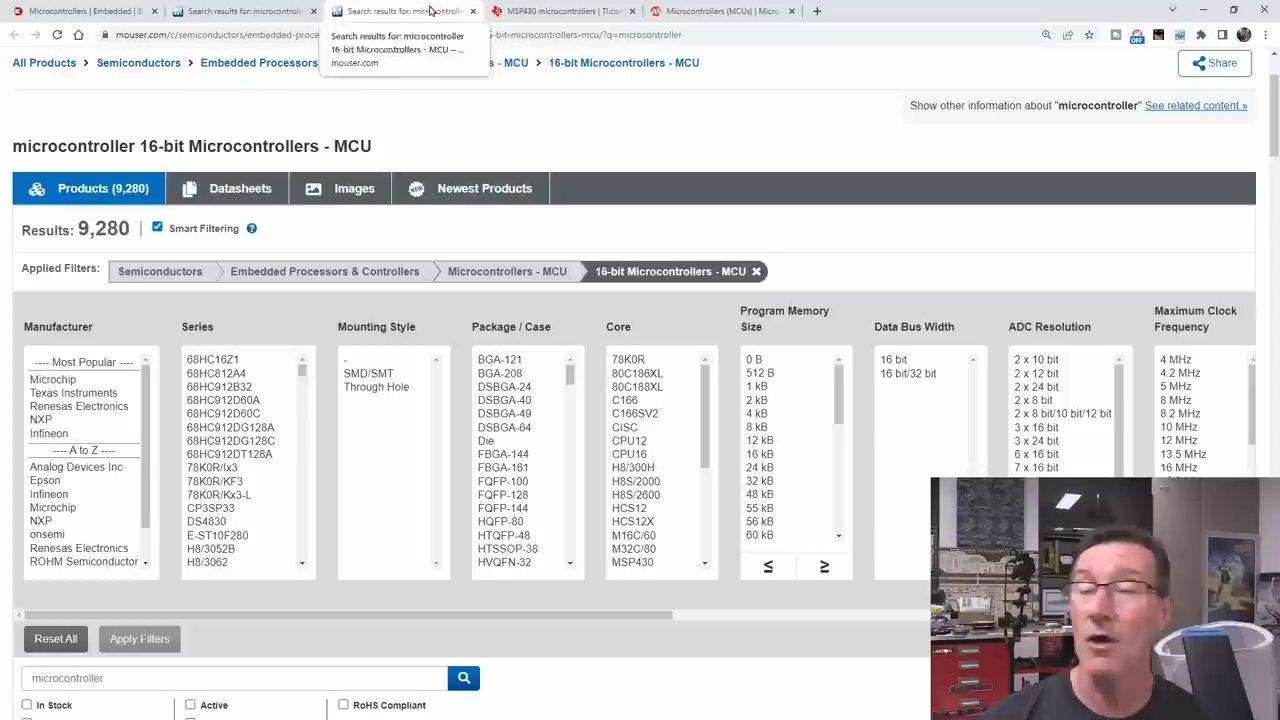 Microcontrollers | Embedded | E...
Search results for: microcontroll...
Search results for: microcontrolle...
MSP430 microcontrollers | TI.co...
Microcontrollers (MCUs) | Micro...
mouser.com/c/semiconductors/embedded-proce
-bit-microcontrollers-mcu/?q=microcontroller
Search results for: microcontroller
16-bit Microcontrollers - MCU –...
mouser.com
All Products > Semiconductors > Embedded Processors
s - MCU > 16-bit Microcontrollers - MCU
Share
Show other information about "microcontroller" See related content »
microcontroller 16-bit Microcontrollers - MCU
Products (9,280)
Datasheets
Images
NEW
Newest Products
Results: 9,280 | Smart Filtering ?
Applied Filters: Semiconductors Embedded Processors & Controllers Microcontrollers - MCU 16-bit Microcontrollers - MCU ✖
Manufacturer
---- Most Popular ----
Microchip
Texas Instruments
Renesas Electronics
NXP
Infineon
---- A to Z ----
Analog Devices Inc.
Epson
Infineon
Microchip
NXP
onsemi
Renesas Electronics
ROHM Semiconductor
Series
68HC16Z1
68HC812A4
68HC912B32
68HC912D60A
68HC912D60C
68HC912DG128A
68HC912DG128C
68HC912DT128A
78K0R/Ix3
78K0R/KF3
78K0R/Kx3-L
CP3SP33
DS4830
E-ST10F280
H8/3052B
H8/3062
Mounting Style
-
SMD/SMT
Through Hole
Package / Case
BGA-121
BGA-208
DSBGA-24
DSBGA-40
DSBGA-49
DSBGA-64
Die
FBGA-144
FBGA-161
FQFP-100
FQFP-128
FQFP-144
HQFP-80
HTQFP-48
HTSSOP-38
HVQFN-32
Core
78K0R
80C186XL
80C188XL
C166
C166SV2
CISC
CPU12
CPU16
H8/300H
H8S/2000
H8S/2600
HCS12
HCS12X
M16C/60
M32C/80
MSP430
Program Memory
Size
0 B
512 B
1 kB
2 kB
4 kB
8 kB
12 kB
16 kB
24 kB
32 kB
48 kB
55 kB
56 kB
60 kB
≤
≥
Data Bus Width
16 bit
16 bit/32 bit
ADC Resolution
2 x 10 bit
2 x 12 bit
2 x 24 bit
2 x 8 bit
2 x 8 bit/10 bit/12 bit
3 x 16 bit
3 x 24 bit
6 x 16 bit
7 x 16 bit
Maximum Clock
Frequency
4 MHz
4.2 MHz
5 MHz
8 MHz
8.2 MHz
10 MHz
12 MHz
13.5 MHz
16 MHz
Reset All
Apply Filters
microcontroller
In Stock
Active
RoHS Compliant